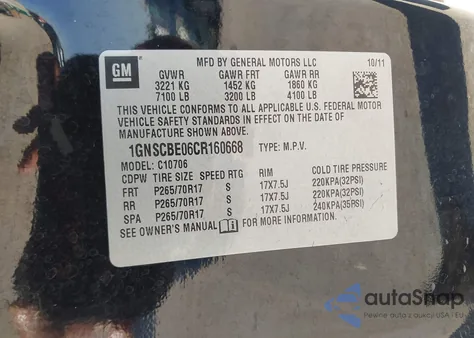 GM
MFD BY GENERAL MOTORS LLC 10/11
GVWR GAWR FRT GAWR RR
3221 KG 1452 KG 1860 KG
7100 LB 3200 LB 4100 LB
THIS VEHICLE CONFORMS TO ALL APPLICABLE U.S. FEDERAL MOTOR
VEHICLE SAFETY STANDARDS IN EFFECT ON THE DATE OF
MANUFACTURE SHOWN ABOVE.
1GNSCBE06CR160668 TYPE: M.P.V.
MODEL: C10706
CDPW TIRE SIZE SPEED RTG RIM COLD TIRE PRESSURE
FRT P265/70R17 S 17X7.5J 220KPA(32PSI)
RR P265/70R17 S 17X7.5J 220KPA(32PSI)
SPA P265/70R17 S 17X7.5J 240KPA(35PSI)
SEE OWNER'S MANUAL FOR MORE INFORMATION.
autoSnap
Pewne auto z USA i EU